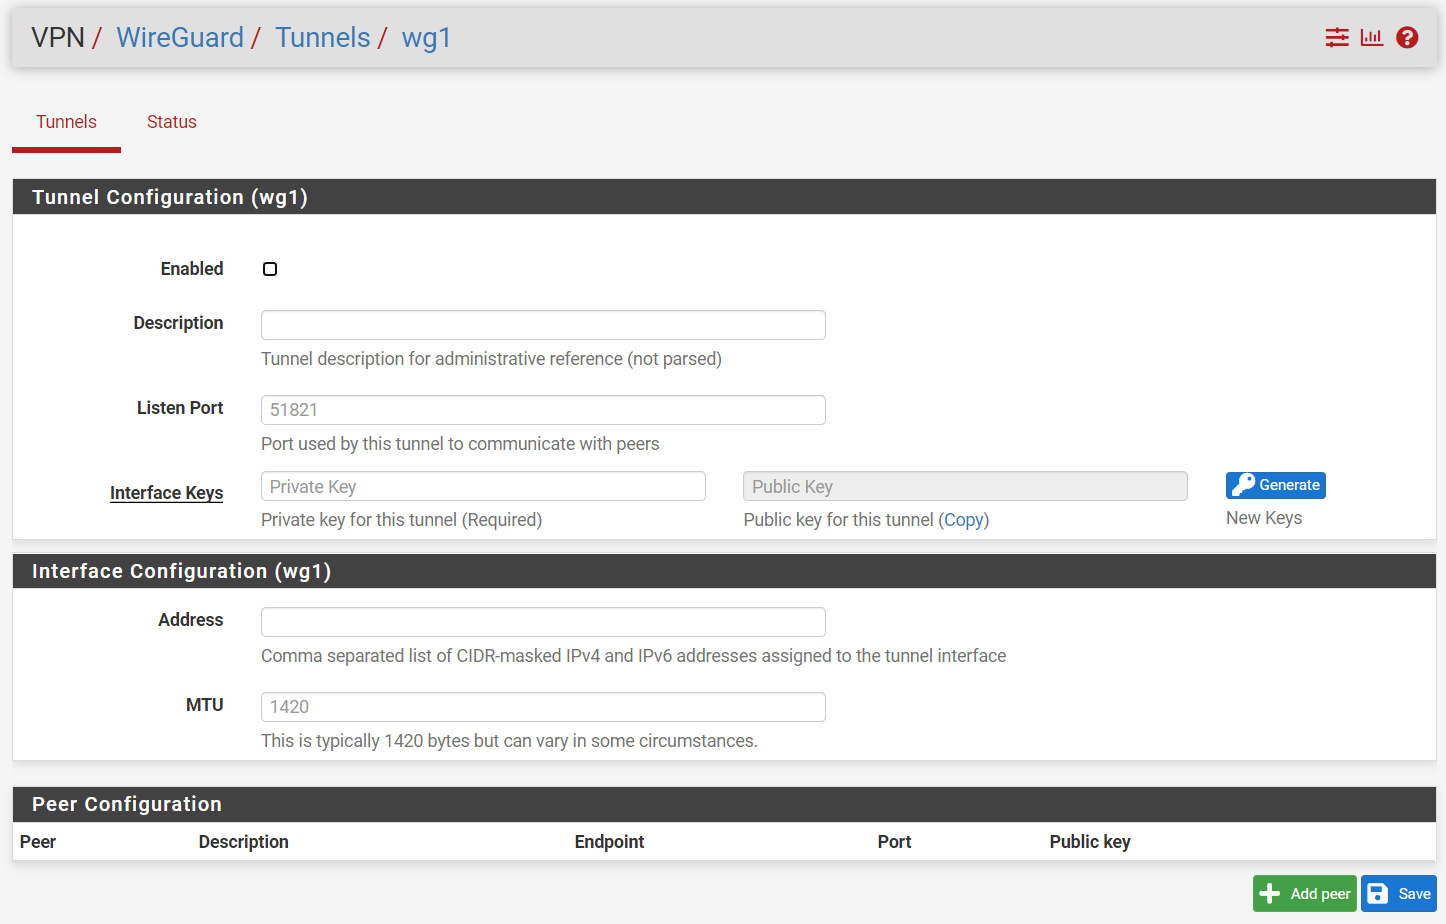 VPN / WireGuard / Tunnels / wg1
Tunnels Status
Tunnel Configuration (wg1)
Enabled
Description
Tunnel description for administrative reference (not parsed)
Listen Port 51821
Port used by this tunnel to communicate with peers
Interface Keys Private Key Public Key Generate
Private key for this tunnel (Required) Public key for this tunnel (Copy) New Keys
Interface Configuration (wg1)
Address
Comma separated list of CIDR-masked IPv4 and IPv6 addresses assigned to the tunnel interface
MTU 1420
This is typically 1420 bytes but can vary in some circumstances.
Peer Configuration
Peer Description Endpoint Port Public key
Add peer Save